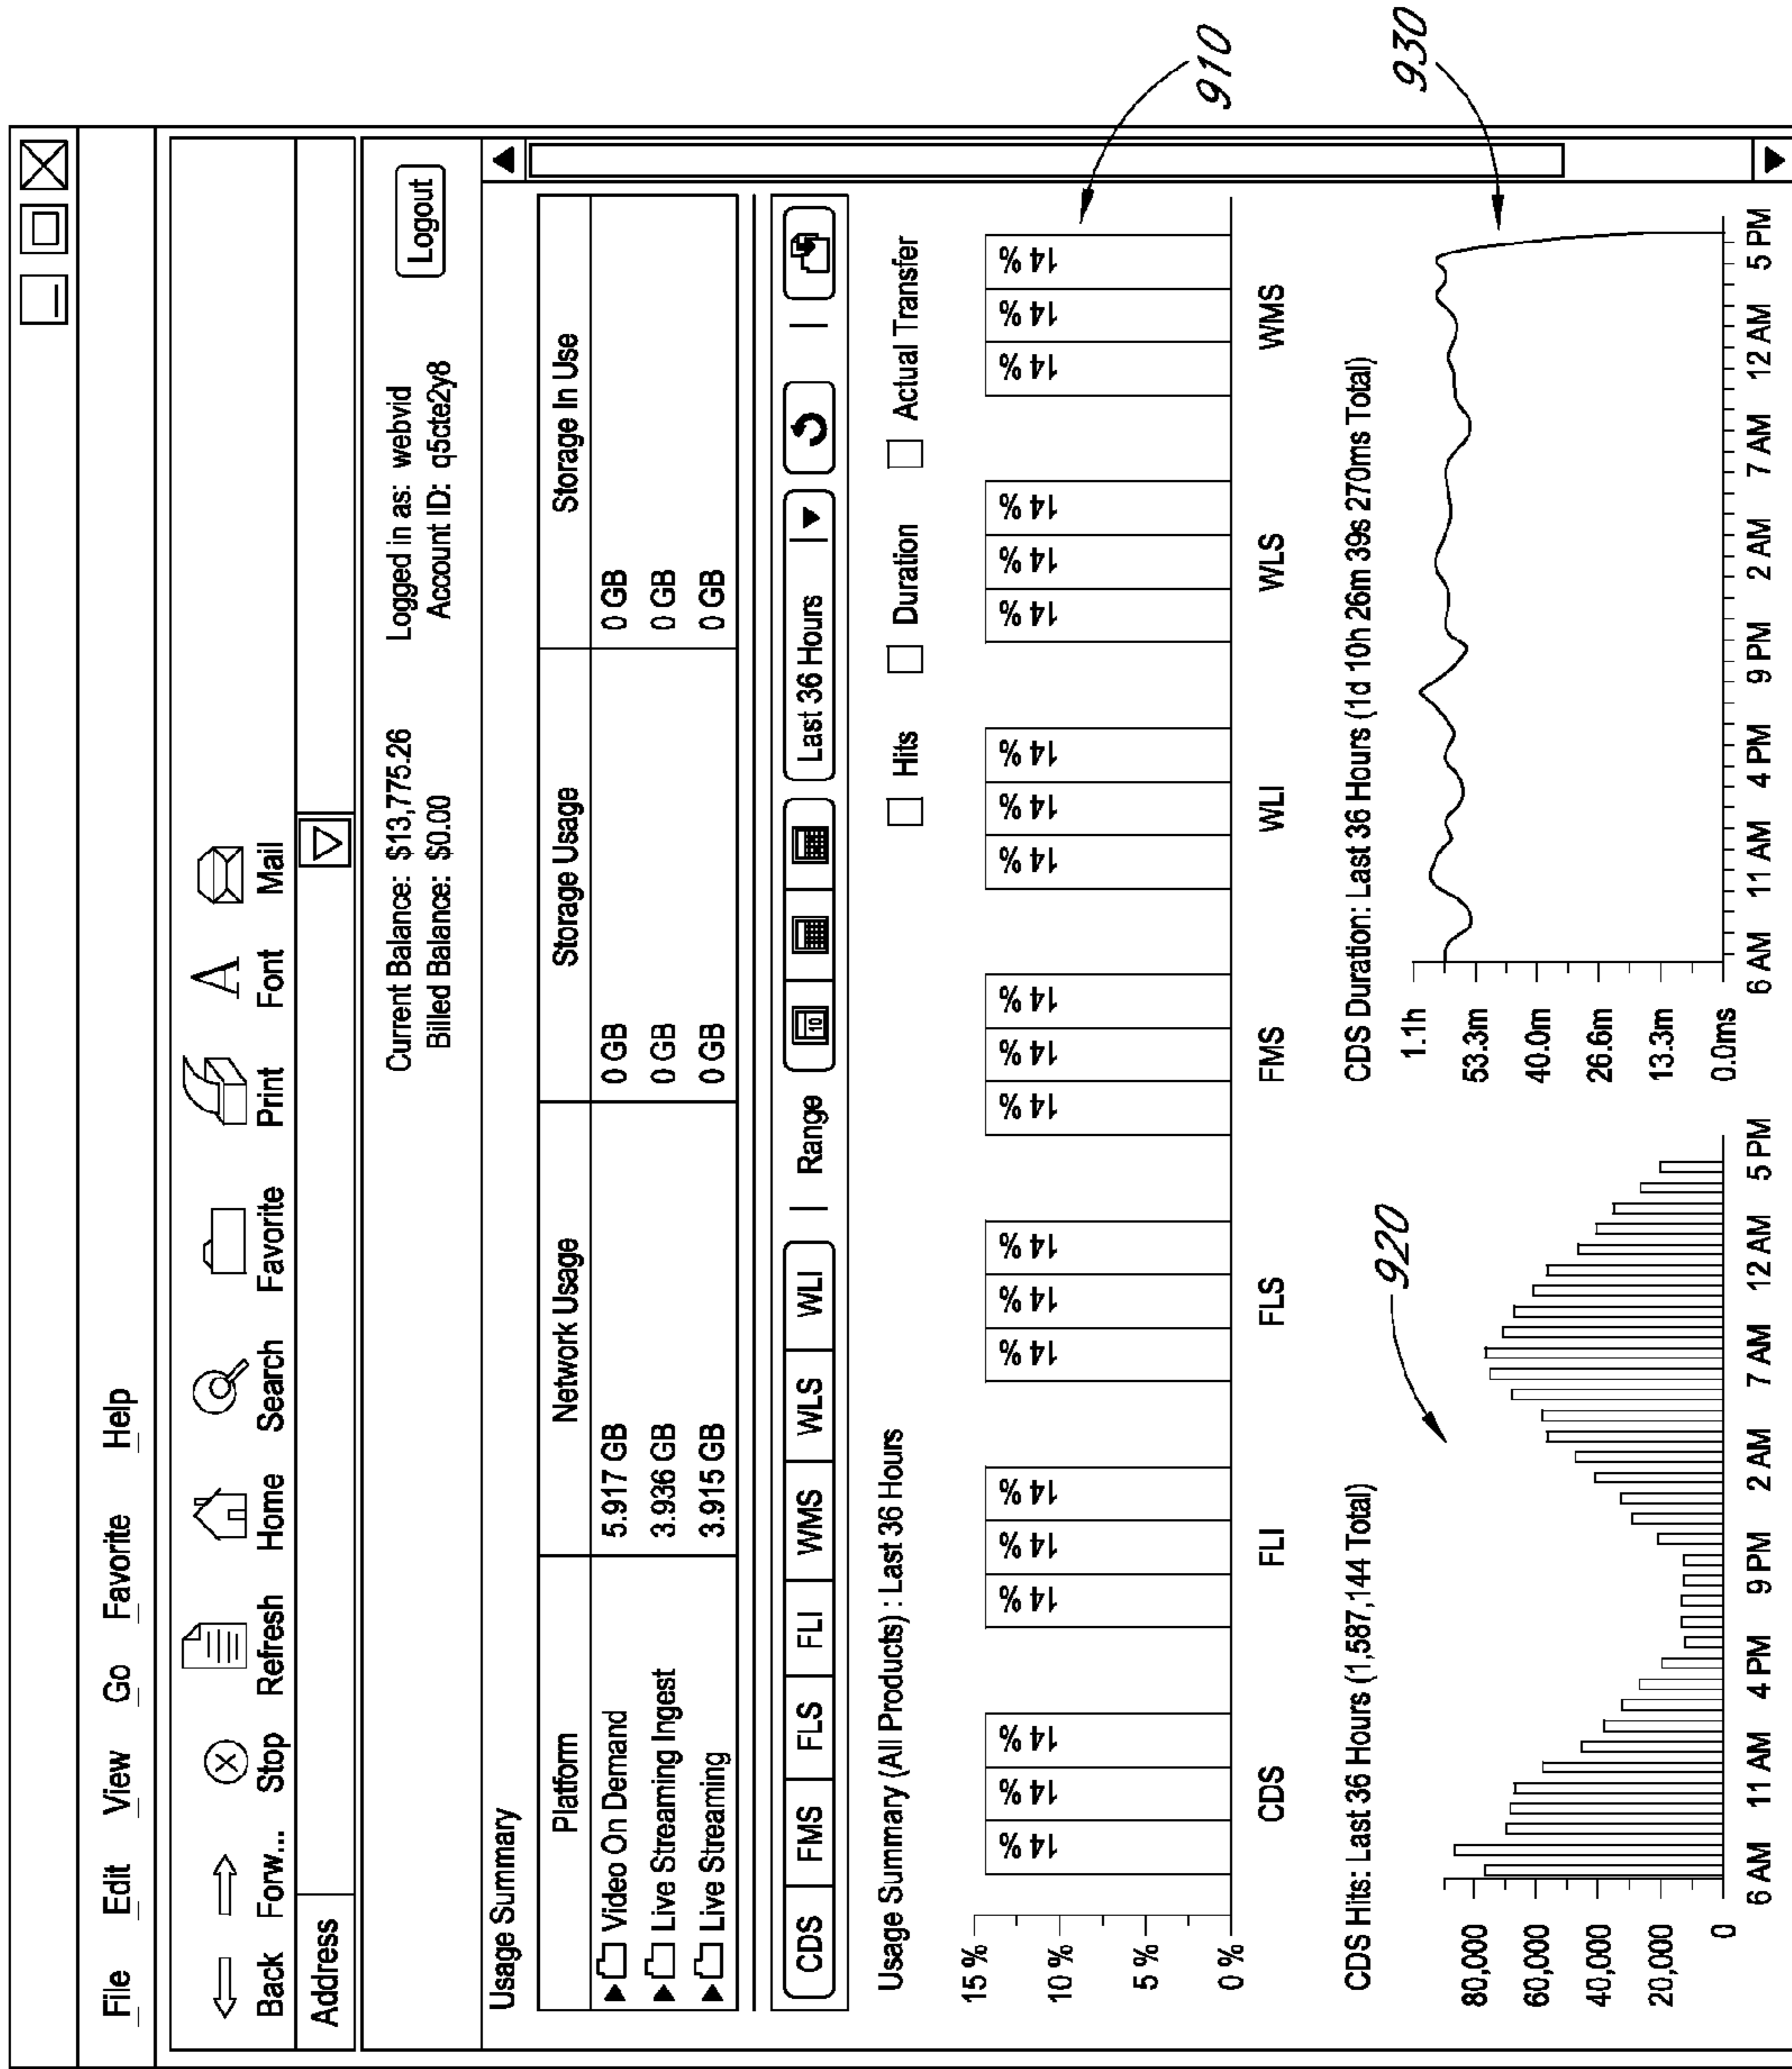 File Edit View Go Favorite Help
Back Forw... Stop Refresh Home Search Favorite Print Font Mail
Address
Current Balance: $13,775.26 Logged in as: webvid Logout
Billed Balance: $0.00 Account ID: q5cte2y8
Usage Summary
Platform Network Usage Storage Usage Storage In Use
Video On Demand 5.917 GB 0 GB 0 GB
Live Streaming Ingest 3.936 GB 0 GB 0 GB
Live Streaming 3.915 GB 0 GB 0 GB
CDS FMS FLS FLI WMS WLS WLI | Range 10 Last 36 Hours
Usage Summary (All Products) : Last 36 Hours Hits Duration Actual Transfer
15 %
10 %
5 %
0 %
14 % 14 % 14 % 14 % 14 % 14 % 14 % 14 % 14 % 14 % 14 % 14 % 14 % 14 % 14 % 14 % 14 % 14 % 14 % 14 % 14 %
CDS FLI FLS FMS WLI WLS WMS
910
CDS Hits: Last 36 Hours (1,587,144 Total)
80,000
60,000
40,000
20,000
0
6 AM 11 AM 4 PM 9 PM 2 AM 7 AM 12 AM 5 PM
920
CDS Duration: Last 36 Hours (1d 10h 26m 39s 270ms Total)
1.1h
53.3m
40.0m
26.6m
13.3m
0.0ms
6 AM 11 AM 4 PM 9 PM 2 AM 7 AM 12 AM 5 PM
930